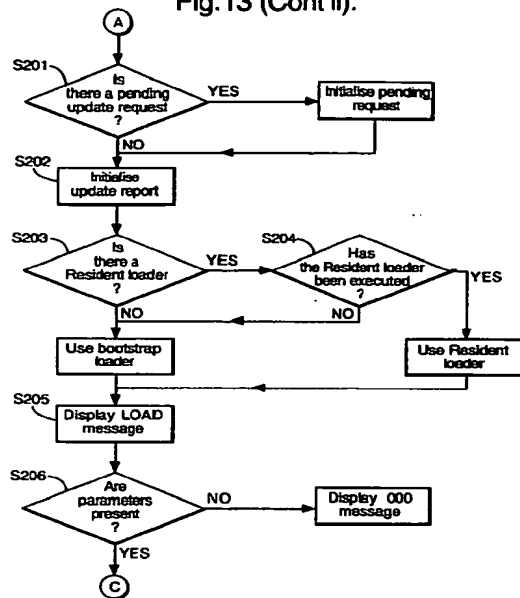 Fig.13 (Cont'd).
A
S201
Is
there a pending
update request
?
YES
Initialise pending
request
NO
S202
Initialise
update report
S203
Is
there a
Resident loader
?
YES
S204
Has
the Resident loader
been executed
?
YES
NO
NO
Use bootstrap
loader
Use Resident
loader
S205
Display LOAD
message
S206
Are
parameters
present
?
NO
Display 000
message
YES
C